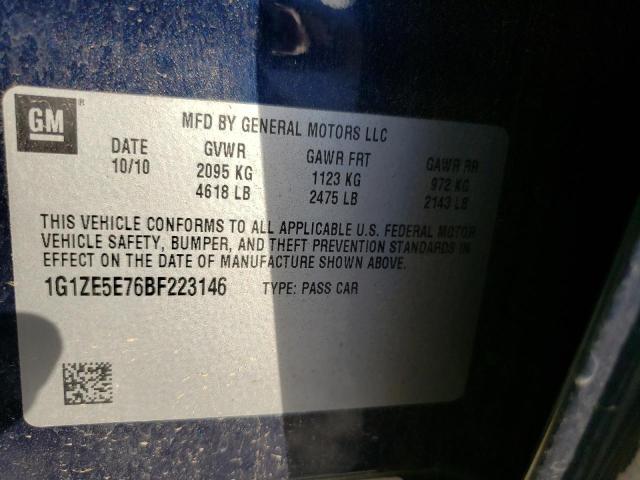 GM ®
MFD BY GENERAL MOTORS LLC
DATE GVWR GAWR FRT GAWR RR
10/10 2095 KG 1123 KG 972 KG
4618 LB 2475 LB 2143 LB
THIS VEHICLE CONFORMS TO ALL APPLICABLE U.S. FEDERAL MOTOR
VEHICLE SAFETY, BUMPER, AND THEFT PREVENTION STANDARDS IN
EFFECT ON THE DATE OF MANUFACTURE SHOWN ABOVE.
1G1ZE5E76BF223146 TYPE: PASS CAR